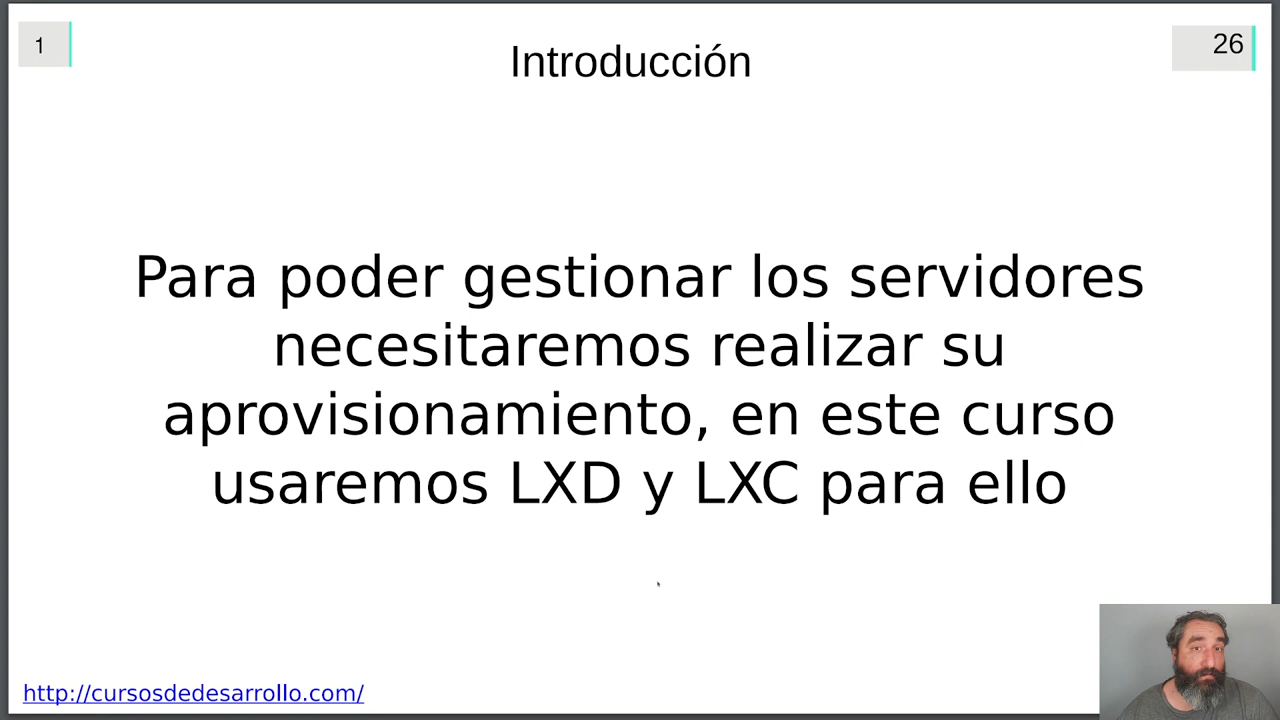 1
Introducción
26
Para poder gestionar los servidores
necesitaremos realizar su
aprovisionamiento, en este curso
usaremos LXD y LXC para ello
http://cursosdedesarrollo.com/